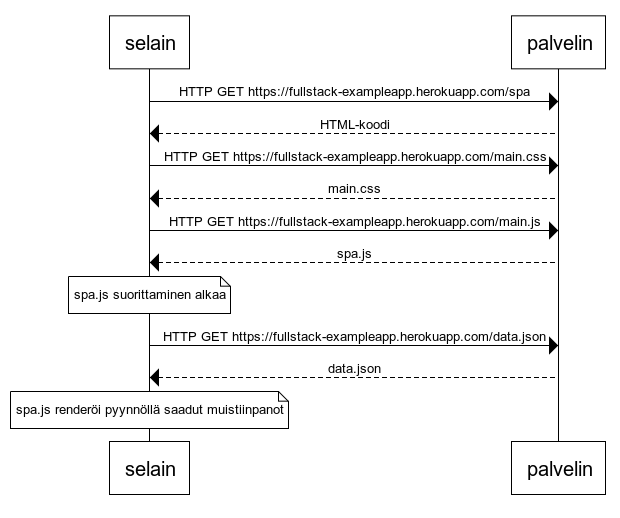 selain
palvelin
HTTP GET https://fullstack-exampleapp.herokuapp.com/spa
HTML-koodi
HTTP GET https://fullstack-exampleapp.herokuapp.com/main.css
main.css
HTTP GET https://fullstack-exampleapp.herokuapp.com/main.js
spa.js
spa.js suorittaminen alkaa
HTTP GET https://fullstack-exampleapp.herokuapp.com/data.json
data.json
spa.js renderöi pyynnöllä saadut muistiinpanot
selain
palvelin